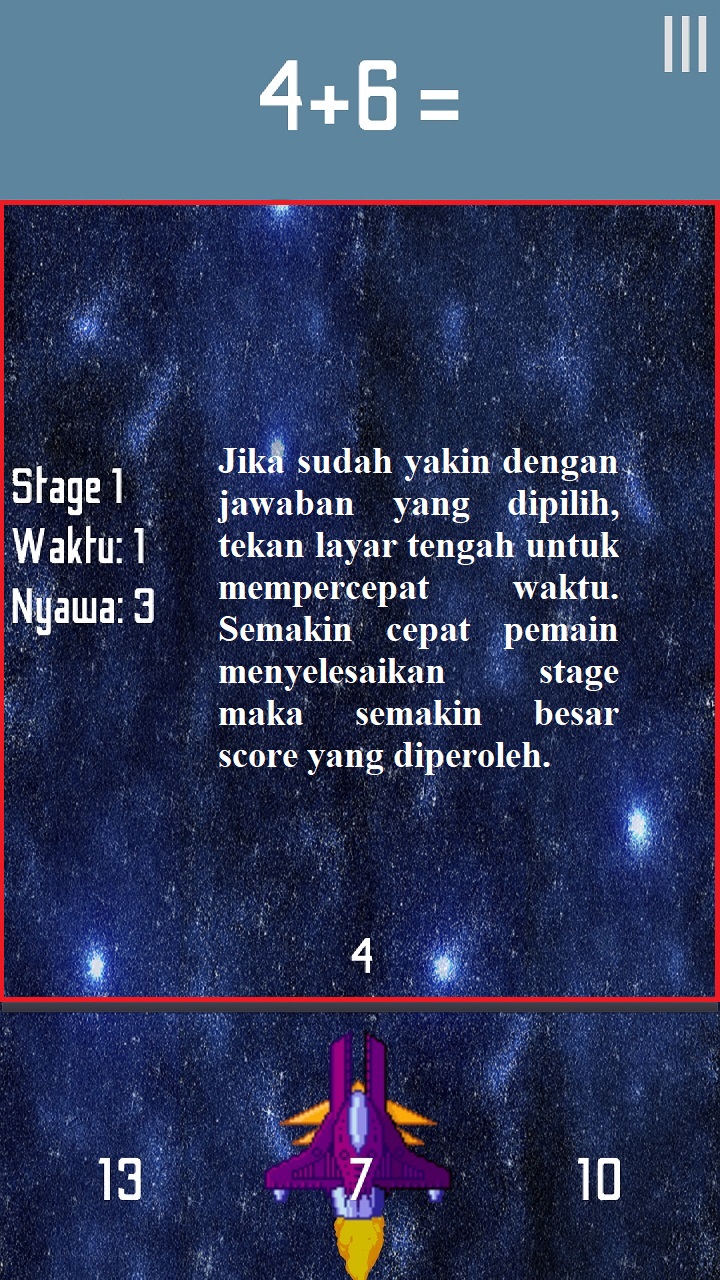 4+6 =
Stage 1
Waktu: 1
Nyawa: 3
Jika sudah yakin dengan
jawaban yang dipilih,
tekan layar tengah untuk
mempercepat waktu.
Semakin cepat pemain
menyelesaikan stage
maka semakin besar
score yang diperoleh.
4
13 7 10